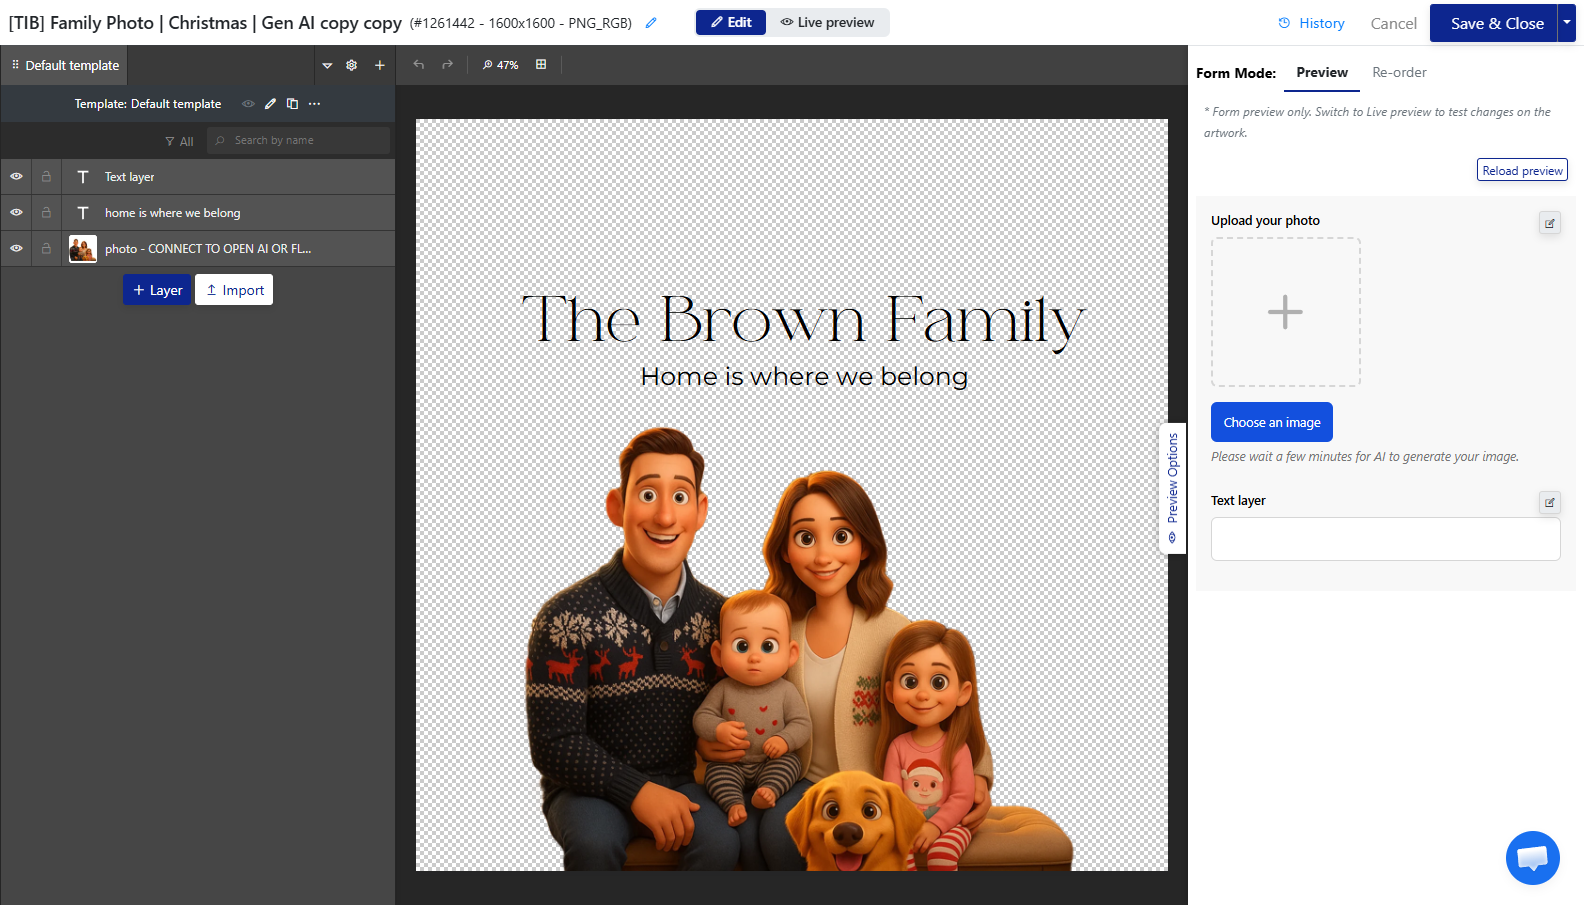 [TIB] Family Photo | Christmas | Gen AI copy copy (#1261442 - 1600x1600 - PNG_RGB) Edit Live preview History Cancel Save & Close
Default template
47%
Form Mode: Preview Re-order
Template: Default template
* Form preview only. Switch to Live preview to test changes on the
artwork.
All Search by name
Reload preview
Text layer
home is where we belong
photo - CONNECT TO OPEN AI OR FL...
+ Layer Import
The Brown Family
Home is where we belong
Preview Options
Upload your photo
Choose an image
Please wait a few minutes for AI to generate your image.
Text layer